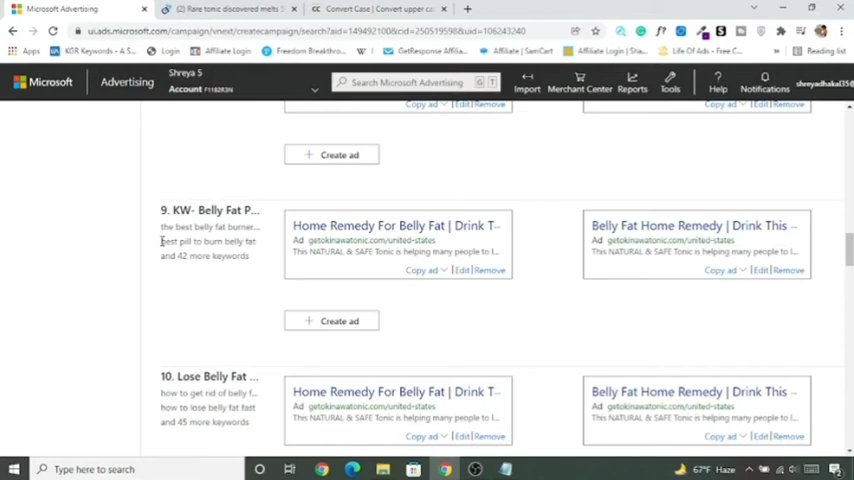 Microsoft Advertising
(2) Rare tonic discovered melts
Convert Case | Convert upper ca
ui.ads.microsoft.com/campaign/vnext/createcampaign/search?aid=149492100&cid=250519598&uid=106243240
Apps
KGR Keywords - A S...
Login
Affiliate Login
Freedom Breakthro...
GetResponse Affilia...
Affiliate | SamCart
Affiliate Login |
Life Of Ads - Free C...
Reading list
Microsoft
Advertising
Shreya S
Account
Search Microsoft Advertising
G T
Import
Merchant Center
Reports
Tools
Help
Notifications
shreyadhakal35@
Copy ad Edit | Remove
Copy ad Edit | Remove
+ Create ad
9. KW- Belly Fat P...
the best belly fat burner...
best pill to burn belly fat
and 42 more keywords
Home Remedy For Belly Fat | Drink T...
Ad getokinawatonic.com/united-states
This NATURAL & SAFE Tonic is helping many people to l...
Copy ad Edit | Remove
Belly Fat Home Remedy | Drink This ...
Ad getokinawatonic.com/united-states
This NATURAL & SAFE Tonic is helping many people to l...
Copy ad Edit | Remove
+ Create ad
10. Lose Belly Fat ...
how to get rid of belly f...
how to lose belly fat fast
and 45 more keywords
Home Remedy For Belly Fat | Drink T...
Ad getokinawatonic.com/united-states
This NATURAL & SAFE Tonic is helping many people to l...
Copy ad Edit | Remove
Belly Fat Home Remedy | Drink This ...
Ad getokinawatonic.com/united-states
This NATURAL & SAFE Tonic is helping many people to l...
Copy ad Edit | Remove
Type here to search
67°F Haze